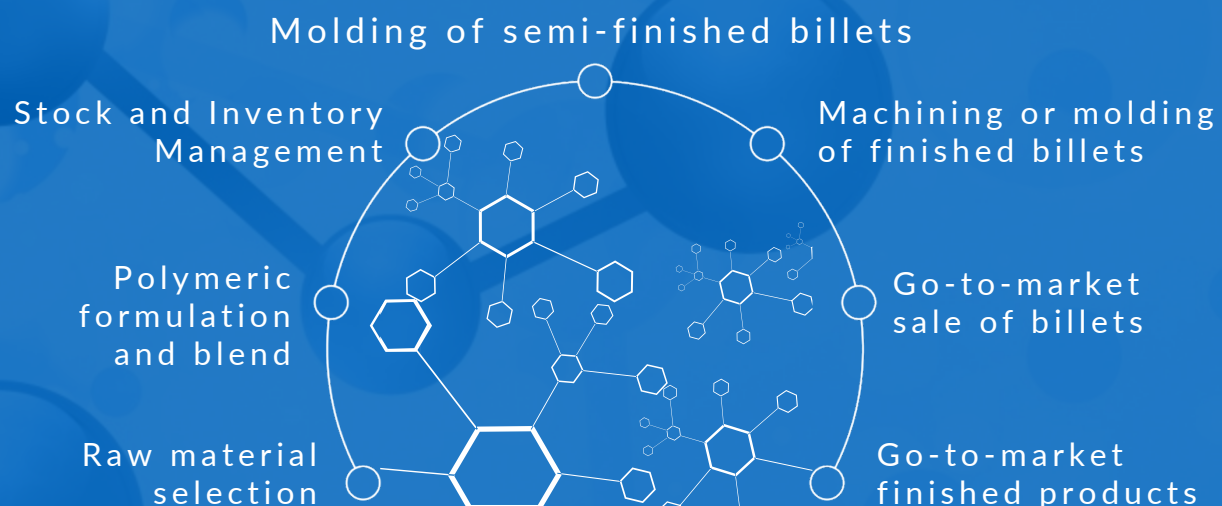 Molding of semi-finished billets
Stock and Inventory
Management
Machining or molding
of finished billets
Polymeric
formulation
and blend
Go-to-market
sale of billets
Raw material
selection
Go-to-market
finished products